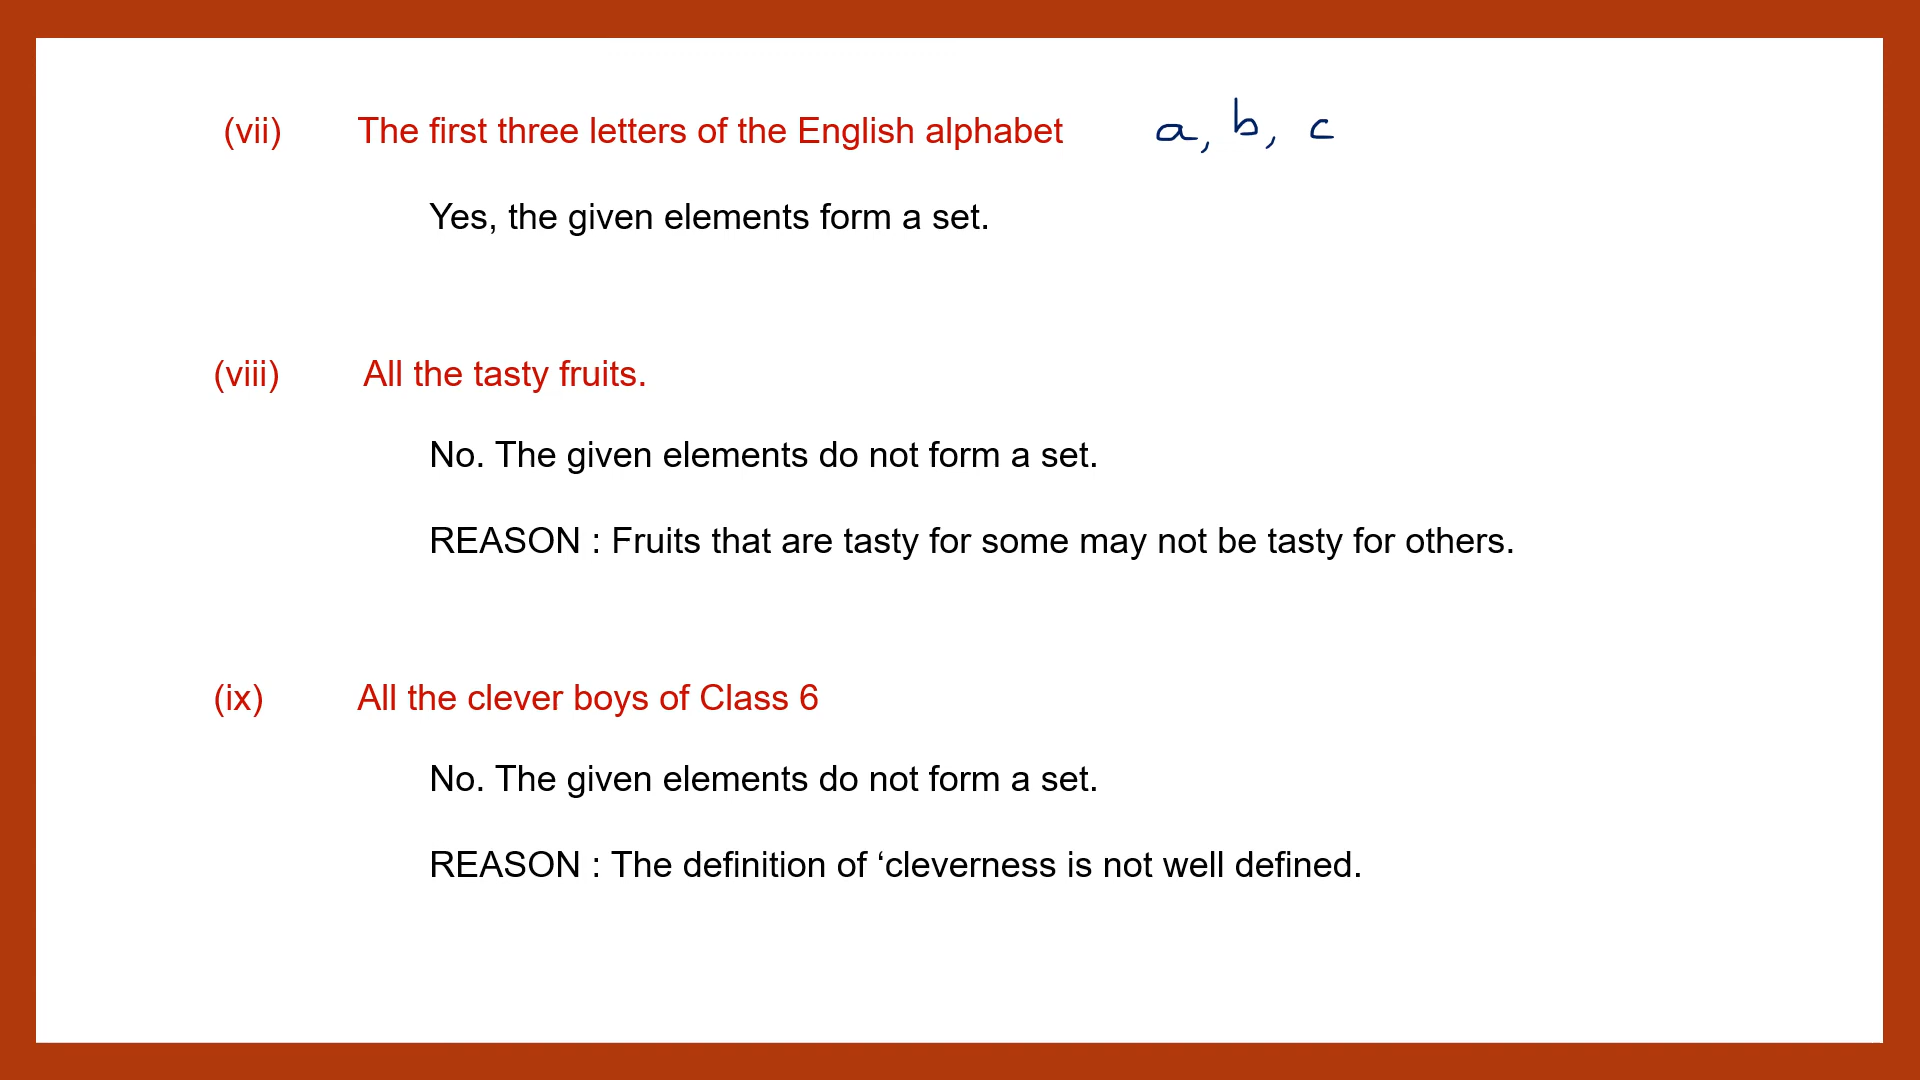 (vii) The first three letters of the English alphabet a, b, c
Yes, the given elements form a set.
(viii) All the tasty fruits.
No. The given elements do not form a set.
REASON : Fruits that are tasty for some may not be tasty for others.
(ix) All the clever boys of Class 6
No. The given elements do not form a set.
REASON : The definition of ‘cleverness is not well defined.